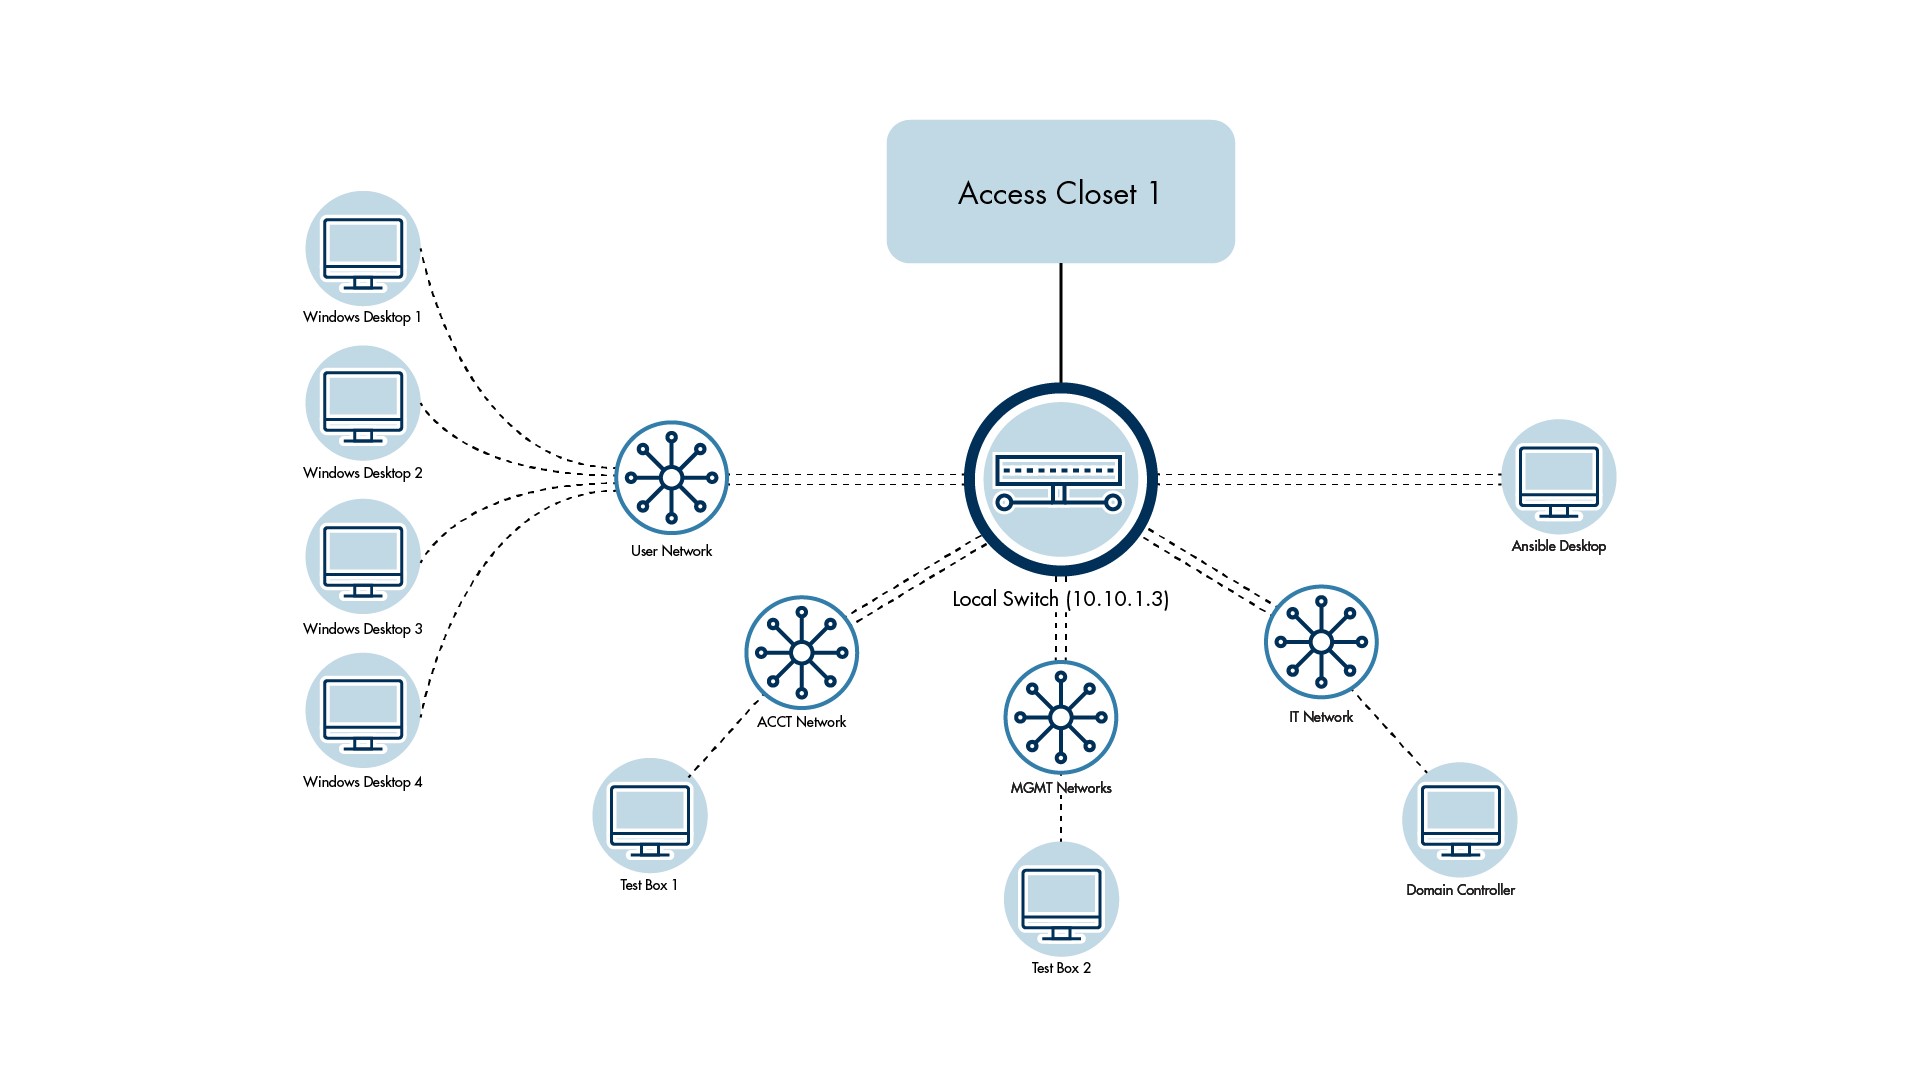 Access Closet 1
Windows Desktop 1
Windows Desktop 2
Windows Desktop 3
Windows Desktop 4
User Network
Local Switch (10.10.1.3)
Ansible Desktop
ACCT Network
MGMT Networks
IT Network
Test Box 1
Test Box 2
Domain Controller